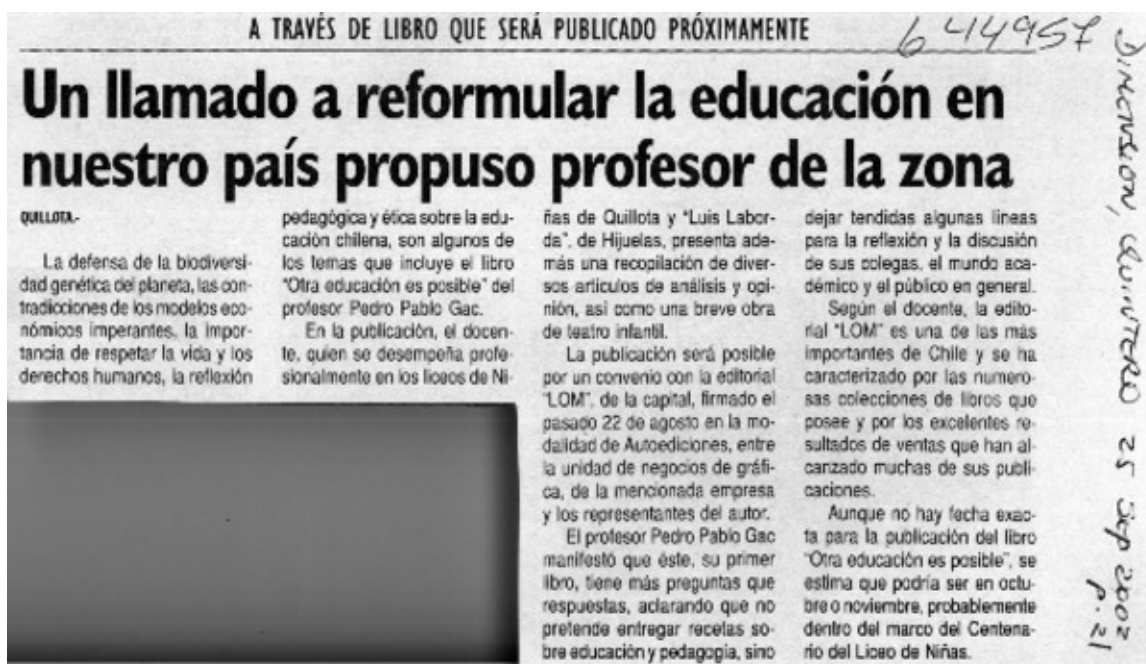 A TRAVÉS DE LIBRO QUE SERÁ PUBLICADO PRÓXIMAMENTE
644957
Un llamado a reformular la educación en
nuestro país propuso profesor de la zona
QUILLOTA.-
La defensa de la biodiversi-
dad genética del planeta, las con-
tradicciones de los modelos eco-
nómicos imperantes, la impor-
tancia de respetar la vida y los
derechos humanos, la reflexión
pedagógica y ética sobre la edu-
cación chilena, son algunos de
los temas que incluye el libro
"Otra educación es posible" del
profesor Pedro Pablo Gac.
En la publicación, el docen-
te, quien se desempeña profe-
sionalmente en los liceos de Ni-
ñas de Quillota y "Luis Labor-
da", de Hijuelas, presenta ade-
más una recopilación de diver-
sos artículos de análisis y opi-
nión, así como una breve obra
de teatro infantil.
La publicación será posible
por un convenio con la editorial
"LOM", de la capital, firmado el
pasado 22 de agosto en la mo-
dalidad de Autoediciones, entre
la unidad de negocios de gráfi-
ca, de la mencionada empresa
y los representantes del autor.
El profesor Pedro Pablo Gac
manifestó que éste, su primer
libro, tiene más preguntas que
respuestas, aclarando que no
pretende entregar recetas so-
bre educación y pedagogía, sino
dejar tendidas algunas líneas
para la reflexión y la discusión
de sus colegas, el mundo aca-
démico y el público en general.
Según el docente, la edito-
rial "LOM" es una de las más
importantes de Chile y se ha
caracterizado por las numero-
sas colecciones de libros que
posee y por los excelentes re-
sultados de ventas que han al-
canzado muchas de sus publi-
caciones.
Aunque no hay fecha exac-
ta para la publicación del libro
"Otra educación es posible", se
estima que podría ser en octu-
bre o noviembre, probablemente
dentro del marco del Centena-
rio del Liceo de Niñas.
Dimension, Quintero 25 Sep 2002
p. 21